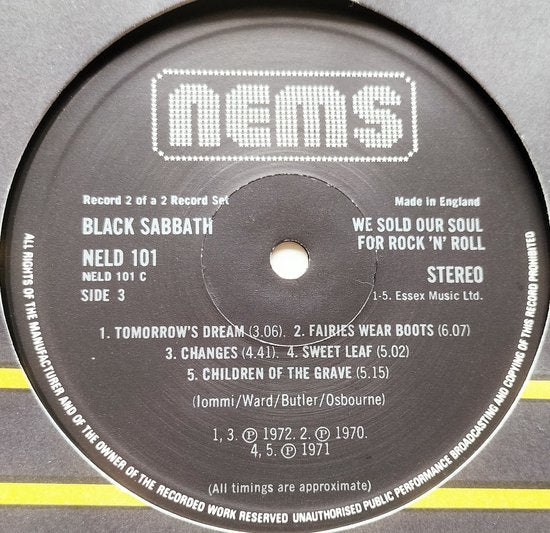 nems
Record 2 of a 2 Record Set
Made in England
BLACK SABBATH
WE SOLD OUR SOUL
FOR ROCK 'N' ROLL
NELD 101
NELD 101 C
SIDE 3
STEREO
1-5. Essex Music Ltd.
1. TOMORROW'S DREAM (3.06). 2. FAIRIES WEAR BOOTS (6.07)
3. CHANGES (4.41). 4. SWEET LEAF (5.02)
5. CHILDREN OF THE GRAVE (5.15)
(Iommi/Ward/Butler/Osbourne)
1, 3. Ⓟ 1972. 2. Ⓟ 1970.
4, 5. Ⓟ 1971
(All timings are approximate)
ALL RIGHTS OF THE MANUFACTURER AND OF THE OWNER OF THE RECORDED WORK RESERVED UNAUTHORISED PUBLIC PERFORMANCE BROADCASTING AND COPYING OF THIS RECORD PROHIBITED